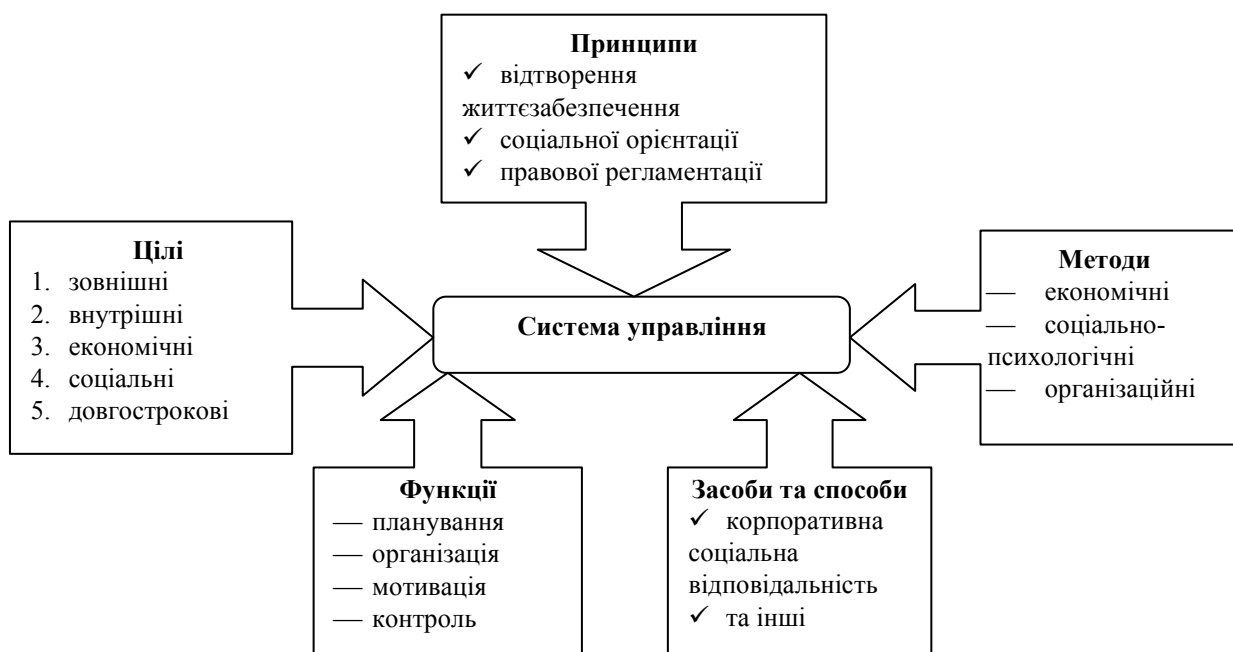 Принципи
✓ відтворення
життєзабезпечення
✓ соціальної орієнтації
✓ правової регламентації
Цілі
1. зовнішні
2. внутрішні
3. економічні
4. соціальні
5. довгострокові
Система управління
Методи
— економічні
— соціально-
психологічні
— організаційні
Функції
— планування
— організація
— мотивація
— контроль
Засоби та способи
✓ корпоративна
соціальна
відповідальність
✓ та інші